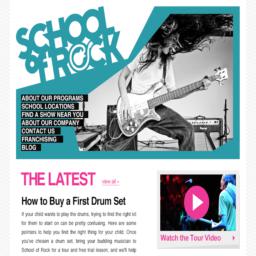 SCHOOL
of ROCK
ABOUT OUR PROGRAMS
SCHOOL LOCATIONS
FIND A SHOW NEAR YOU
ABOUT OUR COMPANY
CONTACT US
FRANCHISING
BLOG
THE LATEST view all »
How to Buy a First Drum Set
If your child wants to play the drums, trying to find the right kit
for them to start on can be pretty confusing. Here are some
pointers to help you find the right thing for your child. Once
you've chosen a drum set, bring your budding musician to
School of Rock for a tour and free trial lesson, and we'll help
Watch the Tour Video